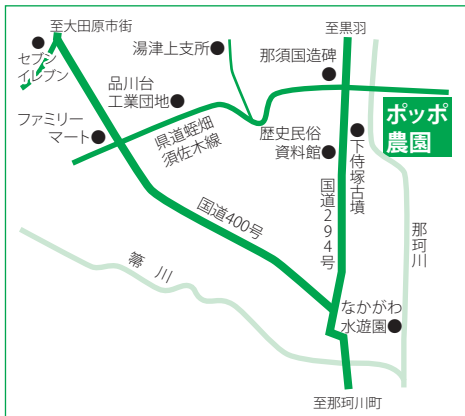 至大田原市街
セブン
イレブン
湯津上支所
至黒羽
那須国造碑
品川台
工業団地
ファミリー
マート
県道蛭畑
須佐木線
歴史民俗
資料館
下侍塚古墳
ポッポ
農園
国道400号
国道294号
那珂川
箒川
なかがわ
水遊園
至那珂川町